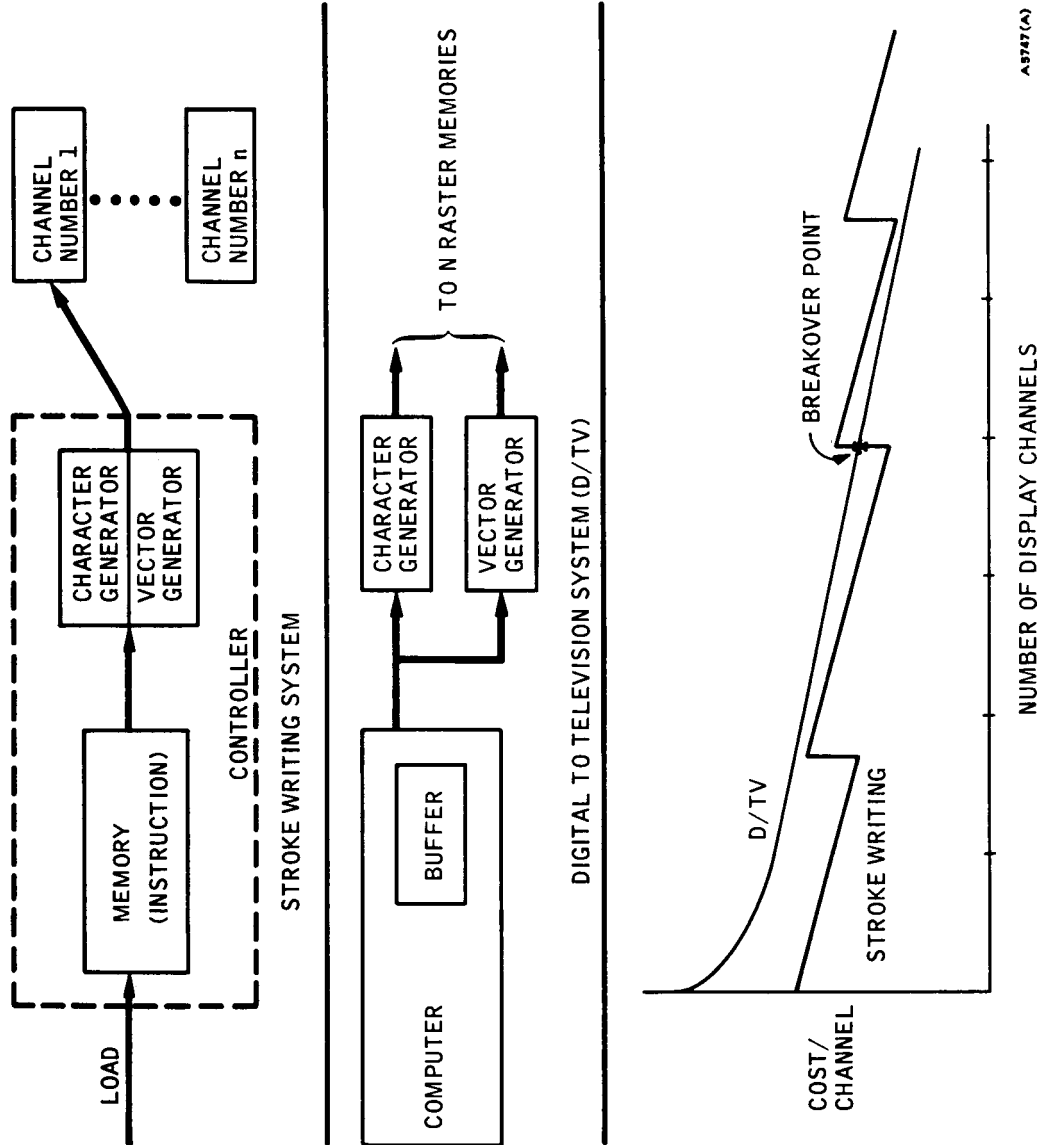 LOAD
MEMORY
(INSTRUCTION)
CHARACTER
GENERATOR
VECTOR
GENERATOR
CONTROLLER
CHANNEL
NUMBER 1
CHANNEL
NUMBER n
STROKE WRITING SYSTEM
COMPUTER
BUFFER
CHARACTER
GENERATOR
VECTOR
GENERATOR
TO N RASTER MEMORIES
DIGITAL TO TELEVISION SYSTEM (D/TV)
COST/
CHANNEL
D/TV
STROKE WRITING
BREAKOVER POINT
NUMBER OF DISPLAY CHANNELS
A5747(A)